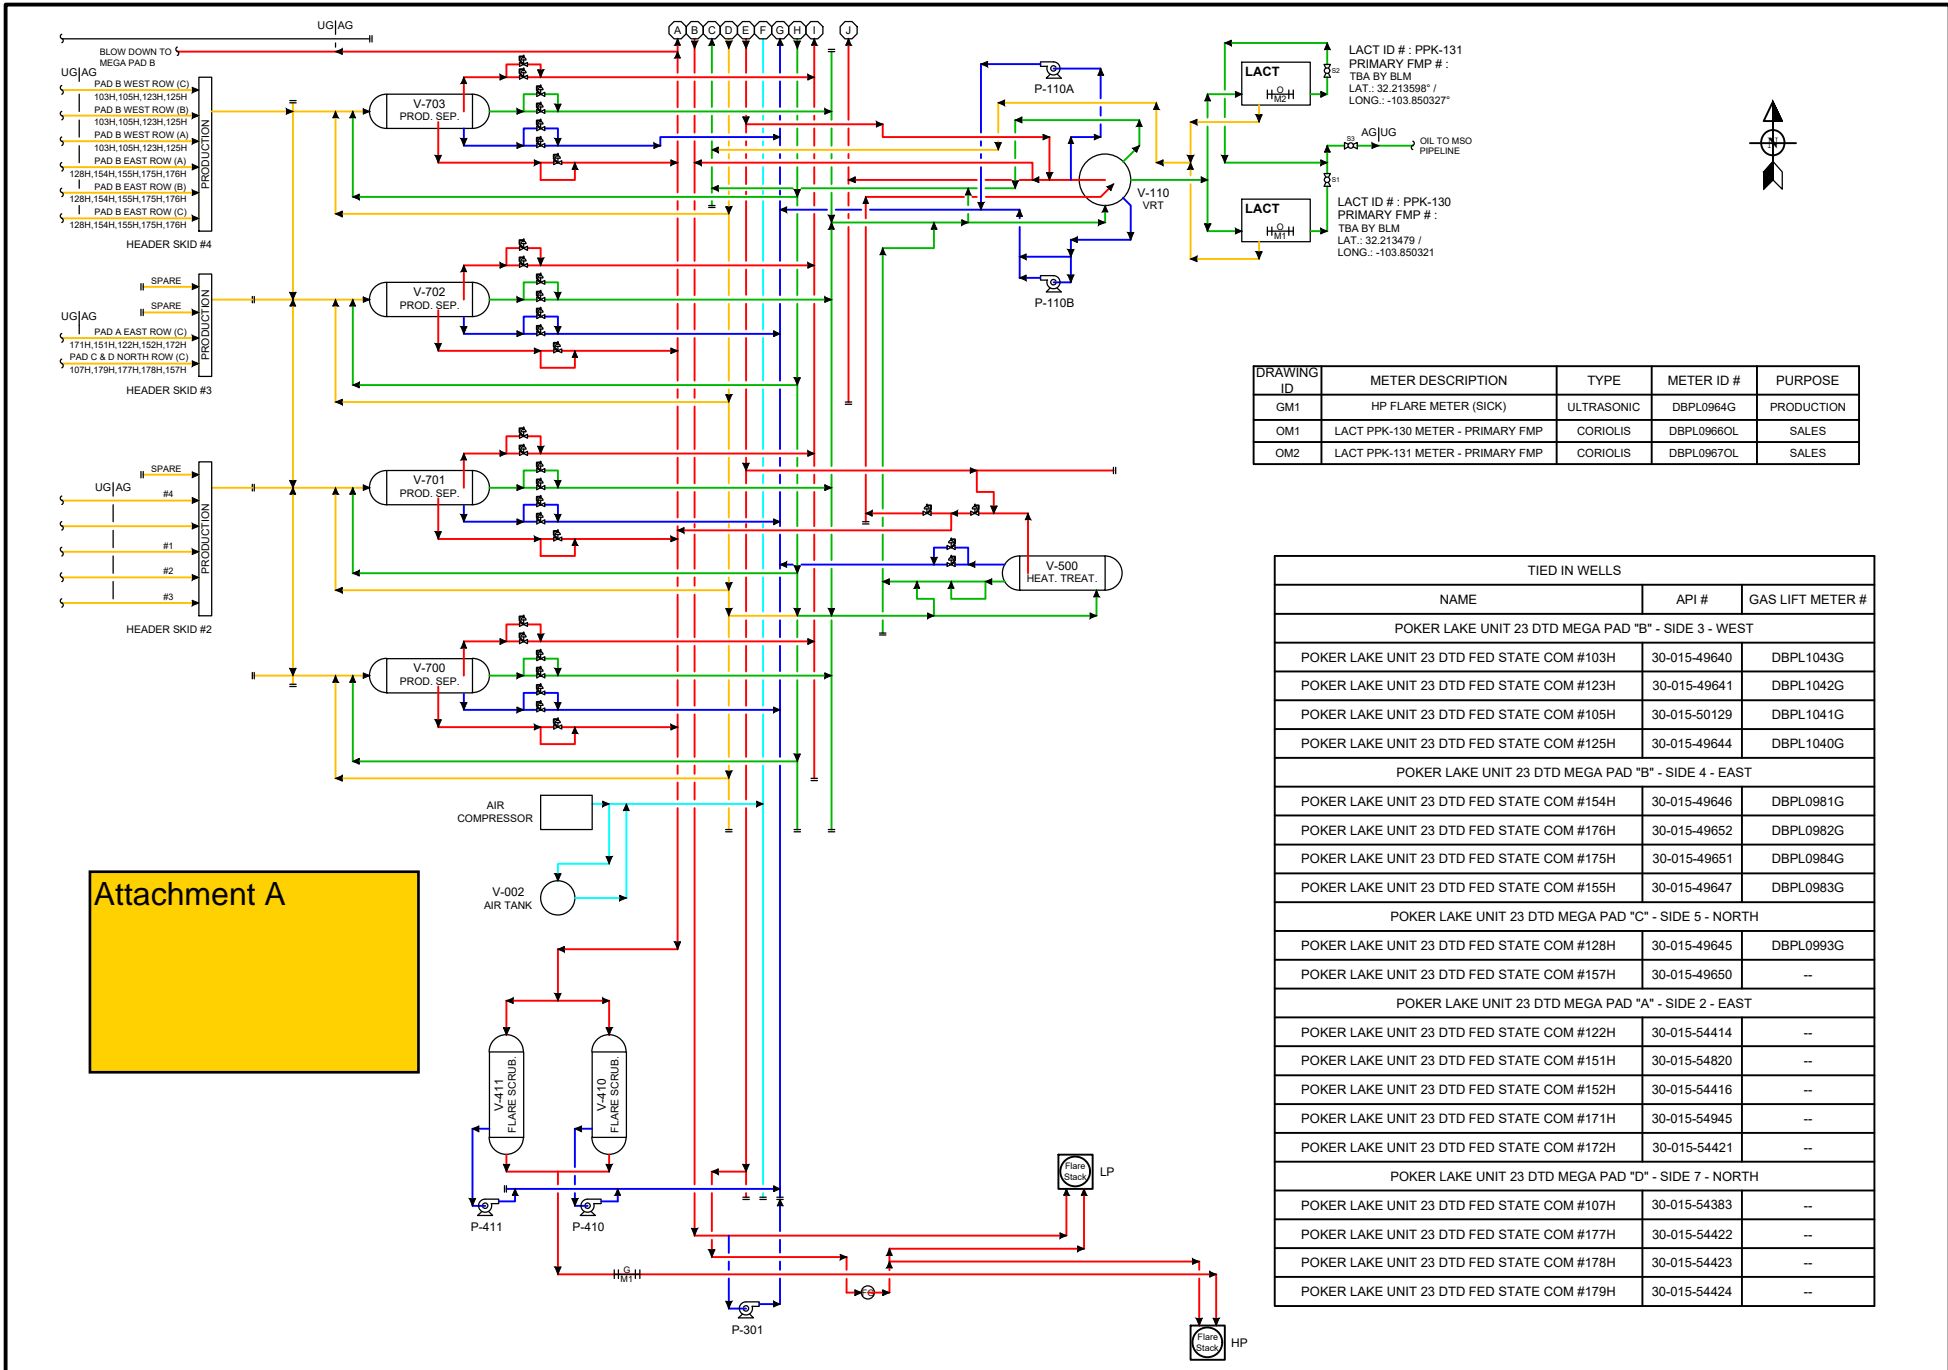 UG|AG
BLOW DOWN TO
MEGA PAD B
A B C D E F G H I J
UG|AG
PAD B WEST ROW (C)
103H,105H,123H,125H
PAD B WEST ROW (B)
103H,105H,123H,125H
PAD B WEST ROW (A)
103H,105H,123H,125H
PAD B EAST ROW (A)
128H,154H,155H,175H,176H
PAD B EAST ROW (B)
128H,154H,155H,175H,176H
PAD B EAST ROW (C)
128H,154H,155H,175H,176H
PRODUCTION
HEADER SKID #4
V-703
PROD. SEP.
P-110A
V-110
VRT
P-110B
LACT
O
M2
S2
LACT ID # : PPK-131
PRIMARY FMP # :
TBA BY BLM
LAT.: 32.213598° /
LONG.: -103.850327°
S3
AG|UG
OIL TO MSO
PIPELINE
S1
LACT
O
M1
LACT ID # : PPK-130
PRIMARY FMP # :
TBA BY BLM
LAT.: 32.213479 /
LONG.: -103.850321
N
SPARE
SPARE
UG|AG
PAD A EAST ROW (C)
171H,151H,122H,152H,172H
PAD C & D NORTH ROW (C)
107H,179H,177H,178H,157H
PRODUCTION
HEADER SKID #3
V-702
PROD. SEP.
SPARE
UG|AG
#4
#1
#2
#3
PRODUCTION
HEADER SKID #2
V-701
PROD. SEP.
V-500
HEAT. TREAT.
V-700
PROD. SEP.
AIR
COMPRESSOR
V-002
AIR TANK
Attachment A
V-411
FLARE SCRUB.
V-410
FLARE SCRUB.
P-411
P-410
G
M1
P-301
FC
Flare
Stack
LP
Flare
Stack
HP
DRAWING ID METER DESCRIPTION TYPE METER ID # PURPOSE
GM1 HP FLARE METER (SICK) ULTRASONIC DBPL0964G PRODUCTION
OM1 LACT PPK-130 METER - PRIMARY FMP CORIOLIS DBPL0966OL SALES
OM2 LACT PPK-131 METER - PRIMARY FMP CORIOLIS DBPL0967OL SALES
TIED IN WELLS
NAME API # GAS LIFT METER #
POKER LAKE UNIT 23 DTD MEGA PAD "B" - SIDE 3 - WEST
POKER LAKE UNIT 23 DTD FED STATE COM #103H 30-015-49640 DBPL1043G
POKER LAKE UNIT 23 DTD FED STATE COM #123H 30-015-49641 DBPL1042G
POKER LAKE UNIT 23 DTD FED STATE COM #105H 30-015-50129 DBPL1041G
POKER LAKE UNIT 23 DTD FED STATE COM #125H 30-015-49644 DBPL1040G
POKER LAKE UNIT 23 DTD MEGA PAD "B" - SIDE 4 - EAST
POKER LAKE UNIT 23 DTD FED STATE COM #154H 30-015-49646 DBPL0981G
POKER LAKE UNIT 23 DTD FED STATE COM #176H 30-015-49652 DBPL0982G
POKER LAKE UNIT 23 DTD FED STATE COM #175H 30-015-49651 DBPL0984G
POKER LAKE UNIT 23 DTD FED STATE COM #155H 30-015-49647 DBPL0983G
POKER LAKE UNIT 23 DTD MEGA PAD "C" - SIDE 5 - NORTH
POKER LAKE UNIT 23 DTD FED STATE COM #128H 30-015-49645 DBPL0993G
POKER LAKE UNIT 23 DTD FED STATE COM #157H 30-015-49650 --
POKER LAKE UNIT 23 DTD MEGA PAD "A" - SIDE 2 - EAST
POKER LAKE UNIT 23 DTD FED STATE COM #122H 30-015-54414 --
POKER LAKE UNIT 23 DTD FED STATE COM #151H 30-015-54820 --
POKER LAKE UNIT 23 DTD FED STATE COM #152H 30-015-54416 --
POKER LAKE UNIT 23 DTD FED STATE COM #171H 30-015-54945 --
POKER LAKE UNIT 23 DTD FED STATE COM #172H 30-015-54421 --
POKER LAKE UNIT 23 DTD MEGA PAD "D" - SIDE 7 - NORTH
POKER LAKE UNIT 23 DTD FED STATE COM #107H 30-015-54383 --
POKER LAKE UNIT 23 DTD FED STATE COM #177H 30-015-54422 --
POKER LAKE UNIT 23 DTD FED STATE COM #178H 30-015-54423 --
POKER LAKE UNIT 23 DTD FED STATE COM #179H 30-015-54424 --